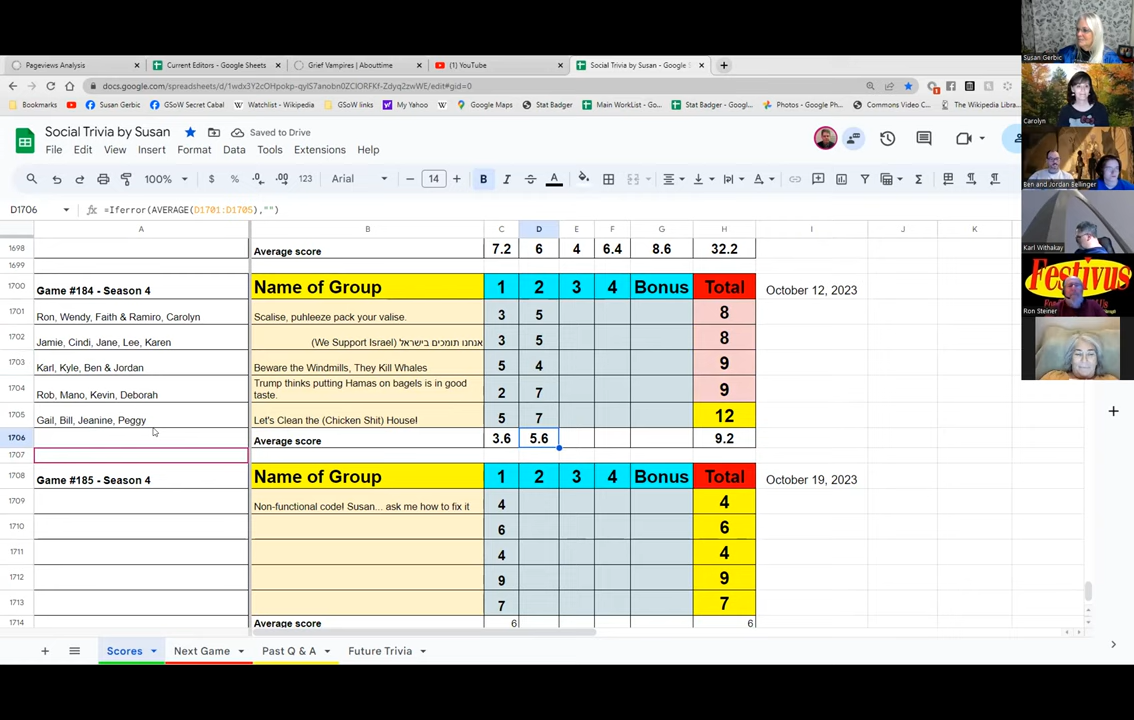 Pageviews Analysis
Current Editors - Google Sheets
Grief Vampires | Abouttime
(1) YouTube
Social Trivia by Susan - Google S
docs.google.com/spreadsheets/d/1wdx3Y2cOHpokp-qyIS7anobn0ZCIORFKf-Zdyq2zwWE/edit#gid=0
Bookmarks
Susan Gerbic
GSoW Secret Cabal
Watchlist - Wikipedia
GSoW links
My Yahoo
Google Maps
Stat Badger
Main WorkList - Go...
Stat Badger - Googl...
Photos - Google Ph...
Commons Video C...
The Wikipedia Libra...
Social Trivia by Susan
Saved to Drive
File Edit View Insert Format Data Tools Extensions Help
100% $ % .0 .00 123 Arial 14 B I A
D1706 fx =Iferror(AVERAGE(D1701:D1705),"")
A B C D E F G H I J K
1698 Average score 7.2 6 4 6.4 8.6 32.2
1699
1700 Game #184 - Season 4 Name of Group 1 2 3 4 Bonus Total October 12, 2023
1701 Ron, Wendy, Faith & Ramiro, Carolyn Scalise, puhleeze pack your valise. 3 5 8
1702 Jamie, Cindi, Jane, Lee, Karen אנחנו תומכים בישראל (We Support Israel) 3 5 8
1703 Karl, Kyle, Ben & Jordan Beware the Windmills, They Kill Whales 5 4 9
1704 Rob, Mano, Kevin, Deborah Trump thinks putting Hamas on bagels is in good taste. 2 7 9
1705 Gail, Bill, Jeanine, Peggy Let's Clean the (Chicken Shit) House! 5 7 12
1706 Average score 3.6 5.6 9.2
1707
1708 Game #185 - Season 4 Name of Group 1 2 3 4 Bonus Total October 19, 2023
1709 Non-functional code! Susan... ask me how to fix it 4 4
1710 6 6
1711 4 4
1712 9 9
1713 7 7
1714 Average score 6 6
Scores Next Game Past Q & A Future Trivia
Susan Gerbic
Carolyn
Ben and Jordan Bellinger
Karl Withakay
Festivus
Ron Steiner